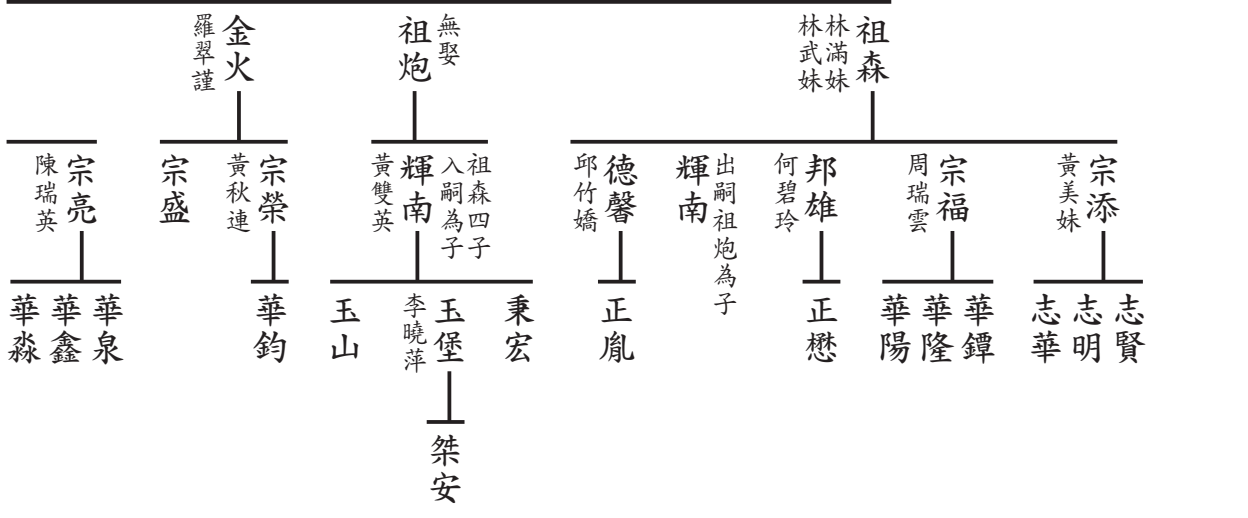 祖森
林滿妹
林武妹
祖炮
無娶
金火
羅翠謹
宗添
黃美妹
宗福
周瑞雲
邦雄
何碧玲
輝南
出嗣祖炮為子
德馨
邱竹嬌
輝南
祖森四子
入嗣為子
黃雙英
宗榮
黃秋連
宗盛
宗亮
陳瑞英
志賢
志明
志華
華鐔
華隆
華陽
正懋
正胤
秉宏
玉堡
李曉萍
玉山
華鈞
華泉
華鑫
華淼
桀安